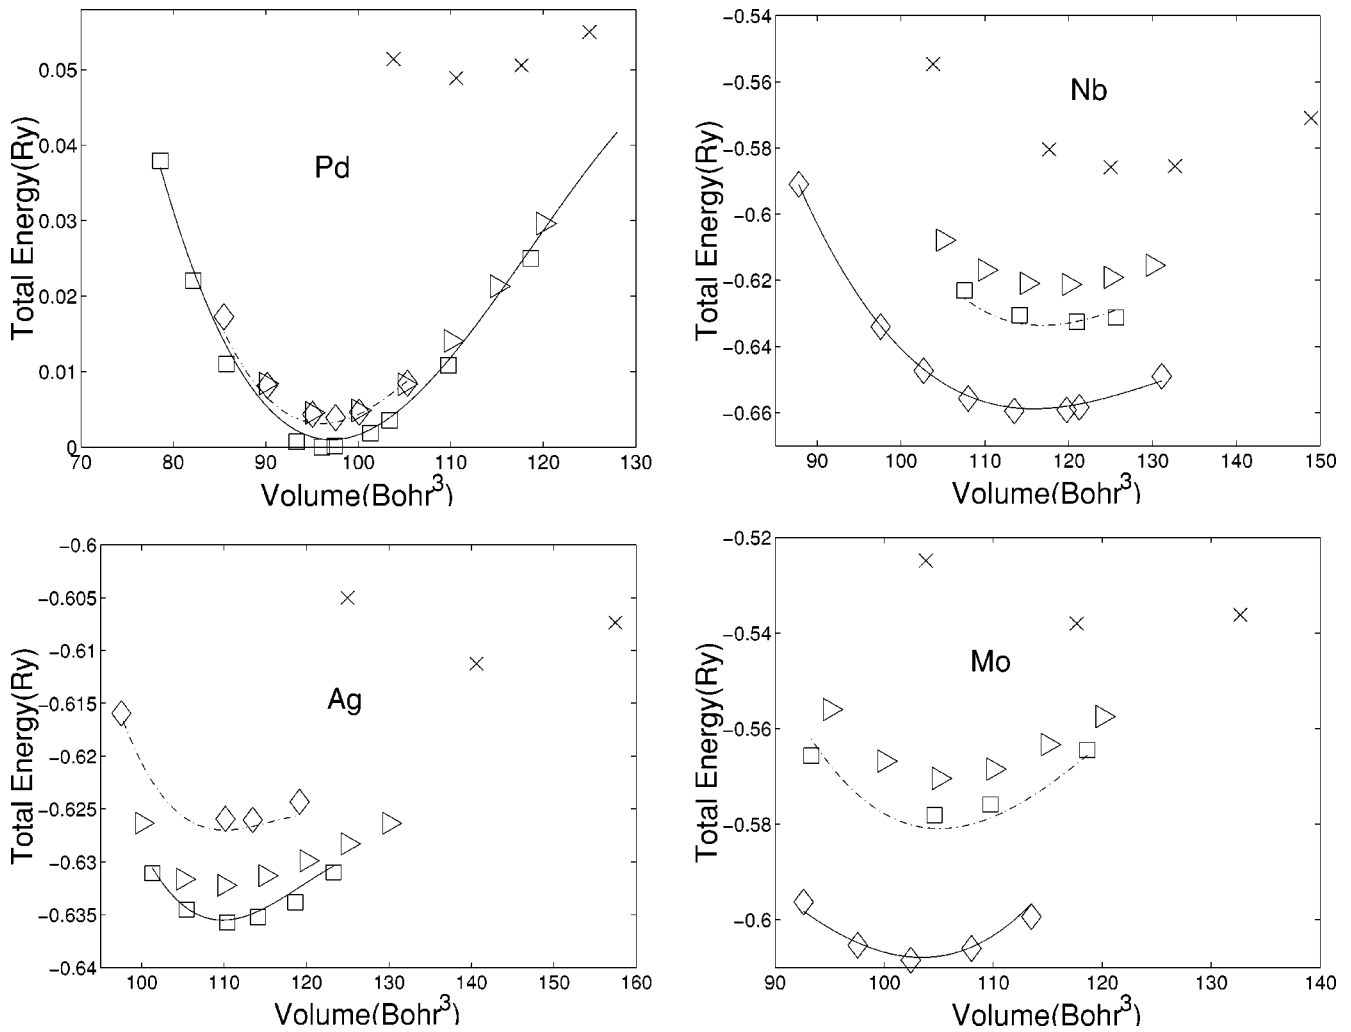 Total Energy(Ry)
0.05
0.04
0.03
0.02
0.01
0
Pd
70 80 90 100 110 120 130
Volume(Bohr³)
Total Energy(Ry)
−0.54
−0.56
−0.58
−0.6
−0.62
−0.64
−0.66
Nb
90 100 110 120 130 140 150
Volume(Bohr³)
Total Energy(Ry)
−0.6
−0.605
−0.61
−0.615
−0.62
−0.625
−0.63
−0.635
−0.64
Ag
100 110 120 130 140 150 160
Volume(Bohr³)
Total Energy(Ry)
−0.52
−0.54
−0.56
−0.58
−0.6
Mo
90 100 110 120 130 140
Volume(Bohr³)